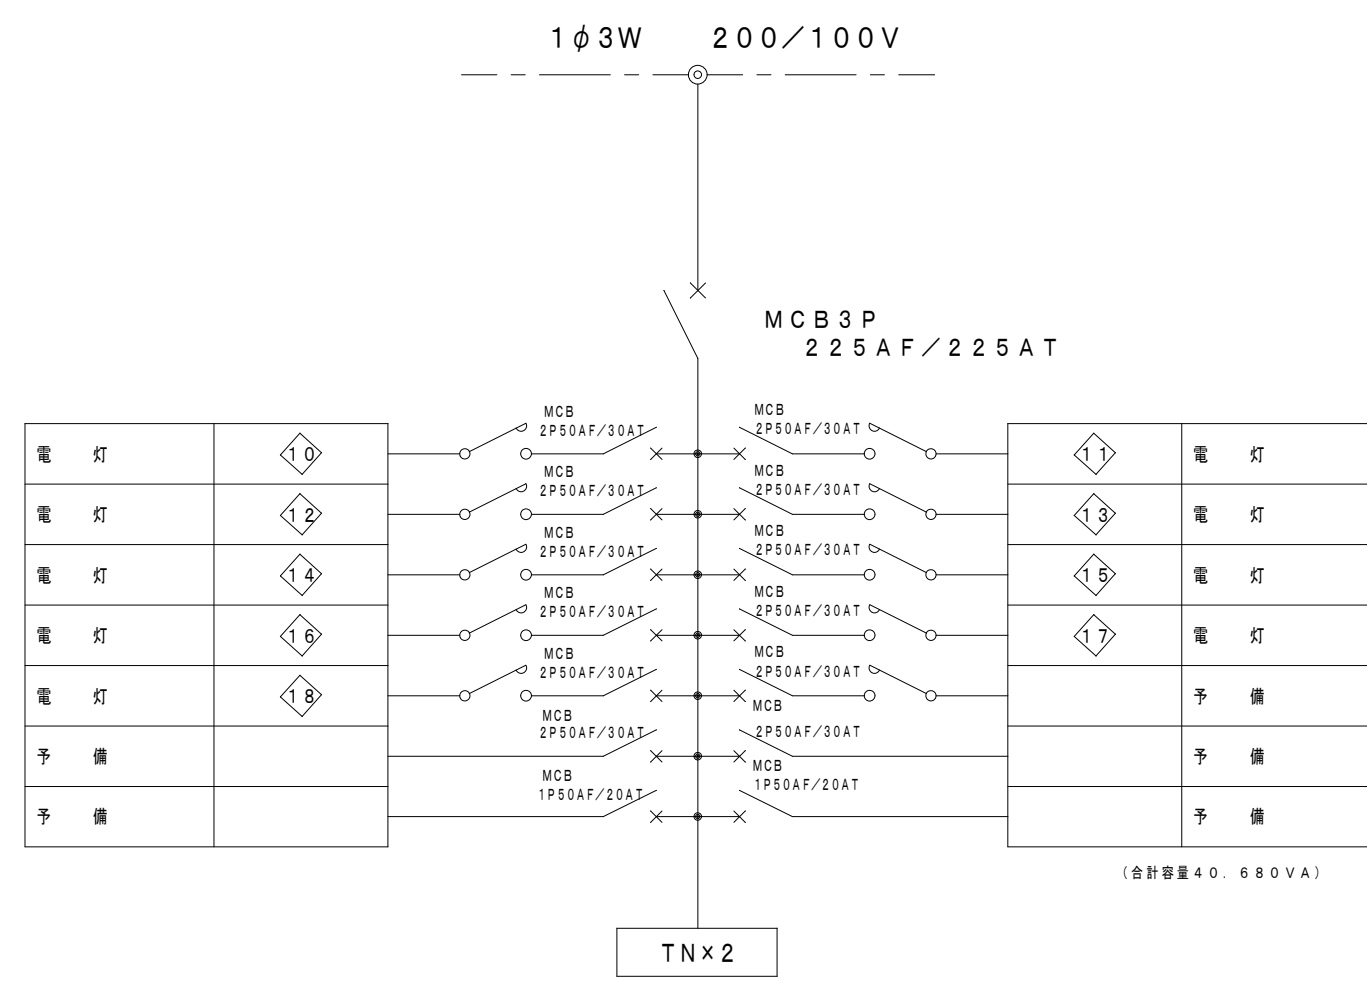 1φ3W 200/100V
MCB3P
225AF/225AT
電灯 10 MCB 2P50AF/30AT MCB 2P50AF/30AT 11 電灯
電灯 12 MCB 2P50AF/30AT MCB 2P50AF/30AT 13 電灯
電灯 14 MCB 2P50AF/30AT MCB 2P50AF/30AT 15 電灯
電灯 16 MCB 2P50AF/30AT MCB 2P50AF/30AT 17 電灯
電灯 18 MCB 2P50AF/30AT MCB 2P50AF/30AT 予備
予備 MCB 2P50AF/30AT MCB 2P50AF/30AT 予備
予備 MCB 1P50AF/20AT MCB 1P50AF/20AT 予備
(合計容量40.680VA)
TN×2